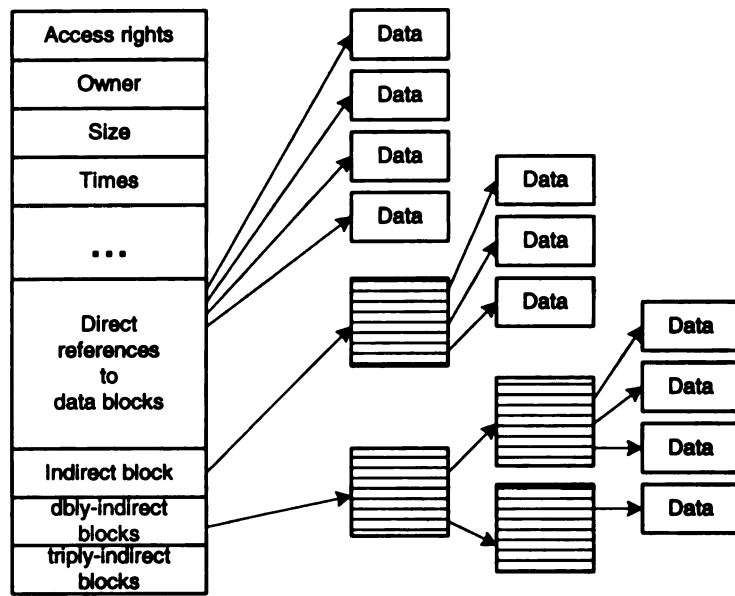 Access rights
Owner
Size
Times
...
Direct
references
to
data blocks
Indirect block
dbly-indirect
blocks
triply-indirect
blocks
Data
Data
Data
Data
Data
Data
Data
Data
Data
Data
Data